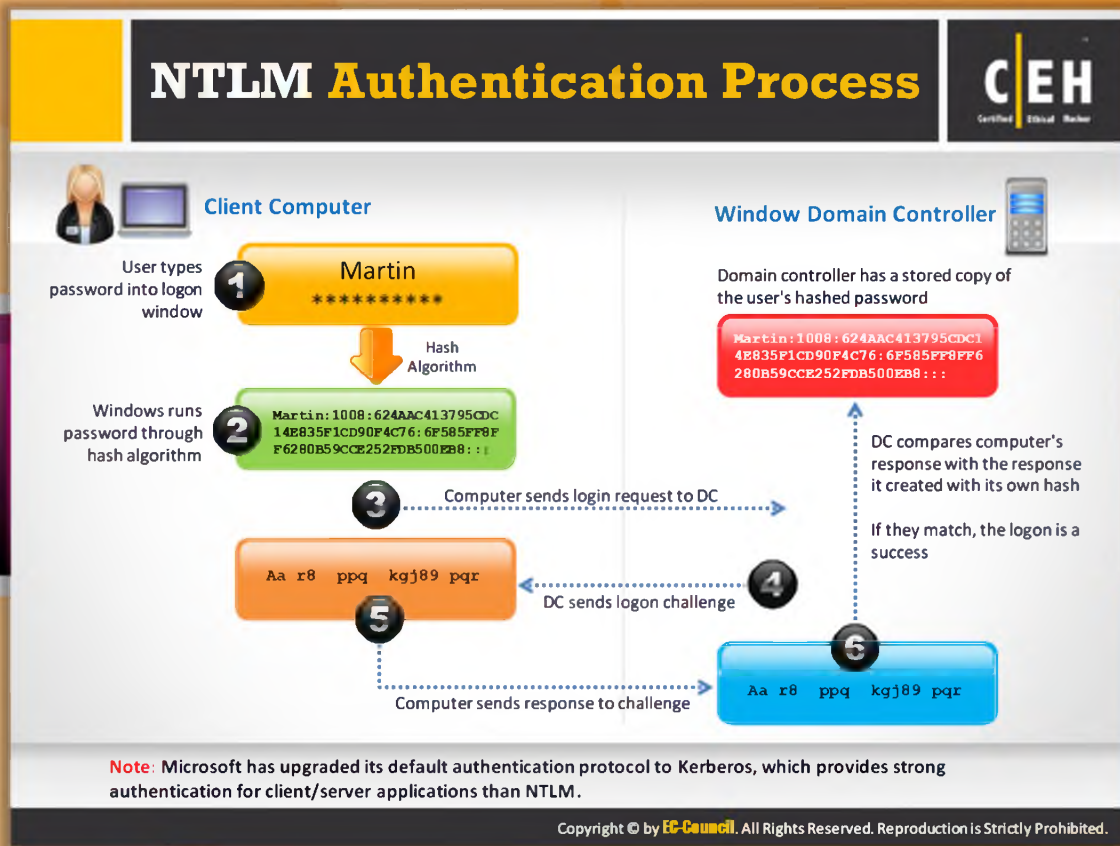 NTLM Authentication Process
C|EH
Certified Ethical Hacker
Client Computer
Window Domain Controller
User types
password into logon
window
1
Martin
**********
Hash
Algorithm
Domain controller has a stored copy of
the user's hashed password
Martin:1008:624AAC413795CDC1
4E835F1CD90F4C76:6F585FF8FF6
280B59CCE252FDB500EB8:::
Windows runs
password through
hash algorithm
2
Martin:1008:624AAC413795CDC
14E835F1CD90F4C76:6F585FF8F
F6280B59CCE252FDB500EB8:::
3
Computer sends login request to DC
DC compares computer's
response with the response
it created with its own hash
If they match, the logon is a
success
Aa r8 ppq kgj89 pqr
4
DC sends logon challenge
5
Computer sends response to challenge
6
Aa r8 ppq kgj89 pqr
Note: Microsoft has upgraded its default authentication protocol to Kerberos, which provides strong
authentication for client/server applications than NTLM.
Copyright © by EC-Council. All Rights Reserved. Reproduction is Strictly Prohibited.